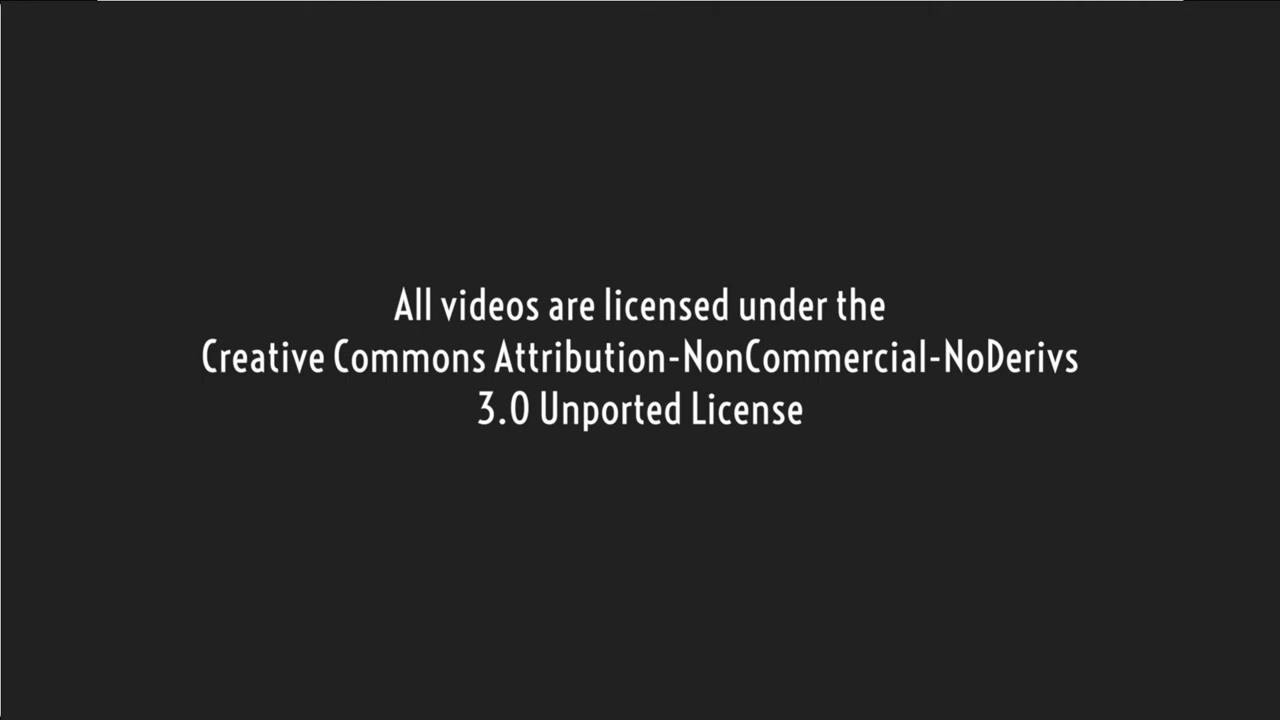 All videos are licensed under the
Creative Commons Attribution-NonCommercial-NoDerivs
3.0 Unported License